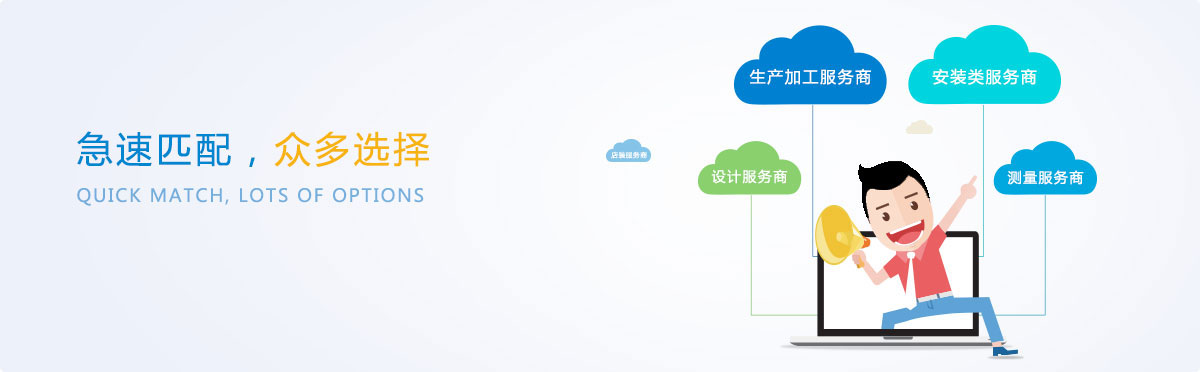 急速匹配，众多选择
QUICK MATCH, LOTS OF OPTIONS
生产加工服务商
安装类服务商
店装服务商
设计服务商
测量服务商